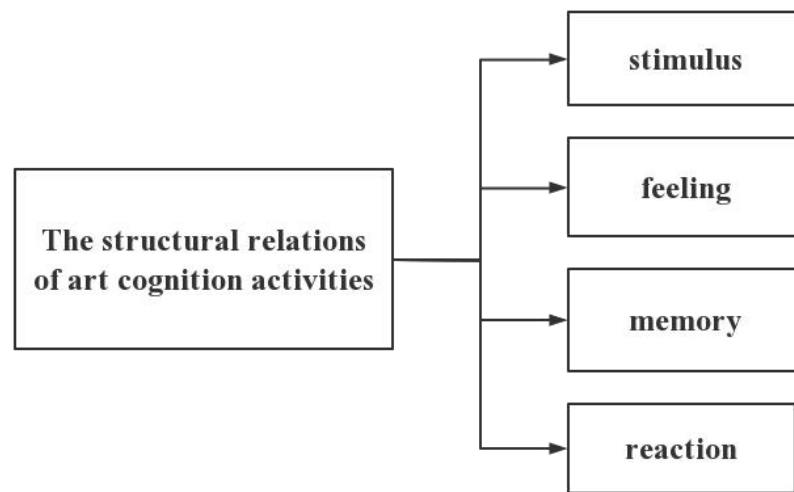 The structural relations
of art cognition activities
stimulus
feeling
memory
reaction